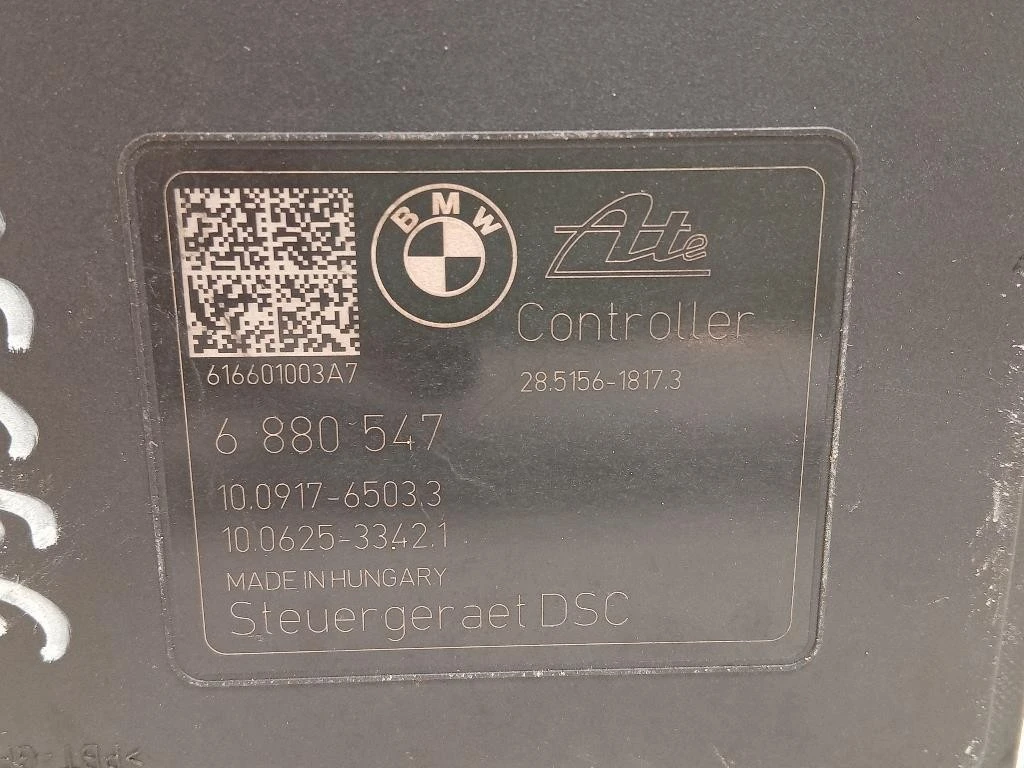 BMW
Ate
Controller
616601003A7
28.5156-1817.3
6 880 547
10.0917-6503.3
10.0625-3342.1
MADE IN HUNGARY
Steuergeraet DSC